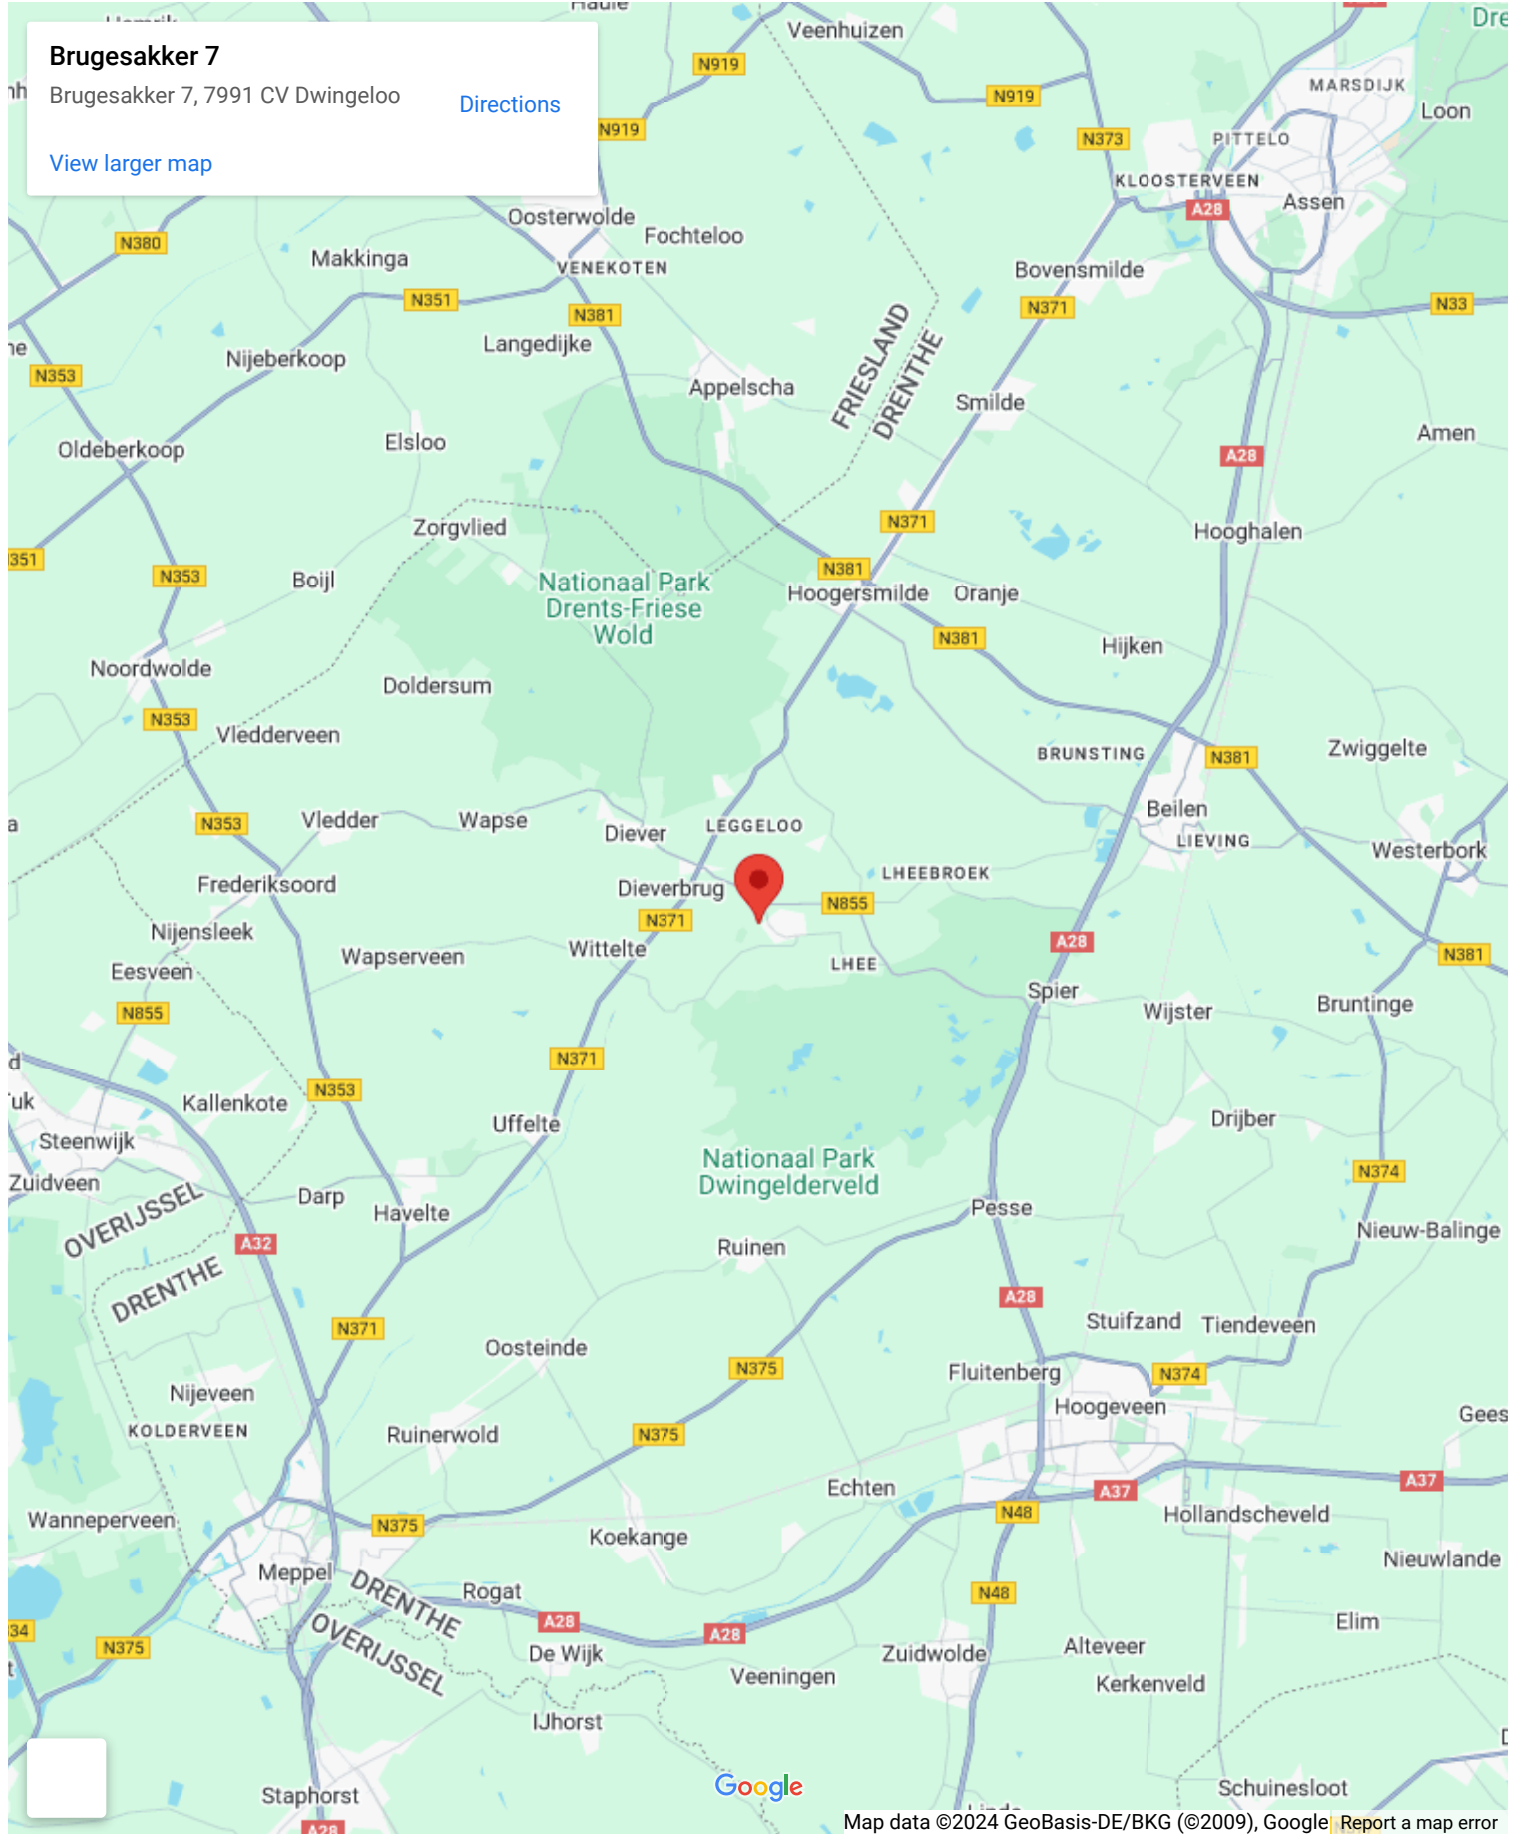 Haule
Dre
Veenhuizen
Brugesakker 7
Brugesakker 7, 7991 CV Dwingeloo
Directions
View larger map
N919
N919
N919
MARSDIJK
Loon
N373
PITTELO
KLOOSTERVEEN
Assen
A28
Oosterwolde
Fochteloo
N380
Makkinga
VENEKOTEN
Bovensmilde
N351
N381
N371
N33
FRIESLAND
DRENTHE
Langedijke
Nijeberkoop
N353
Appelscha
Smilde
Amen
Elsloo
Oldeberkoop
A28
Zorgvlied
N371
Hooghalen
351
N353
Boijl
Nationaal Park
Drents-Friese
Wold
N381
Hoogersmilde
Oranje
N381
Hijken
Noordwolde
Doldersum
N353
Vledderveen
BRUNSTING
N381
Zwiggelte
Beilen
LIEVING
Westerbork
N353
Vledder
Wapse
Diever
LEGGELOO
LHEEBROEK
Frederiksoord
Dieverbrug
N855
N371
Nijensleek
Wapserveen
Wittelte
LHEE
A28
N381
Eesveen
Spier
Wijster
Bruntinge
N855
N371
N353
Kallenkote
Uffelte
Drijber
Steenwijk
Zuidveen
Nationaal Park
Dwingelderveld
N374
OVERIJSSEL
DRENTHE
Darp
Havelte
Pesse
A32
Ruinen
Nieuw-Balinge
A28
N371
Stuifzand
Tiendeveen
Oosteinde
N375
Fluitenberg
N374
Nijeveen
Hoogeveen
KOLDERVEEN
Ruinerwold
N375
Gees
Echten
A37
A37
Wanneperveen
N375
N48
Hollandscheveld
Koekange
Nieuwlande
Meppel
DRENTHE
OVERIJSSEL
Rogat
N48
A28
A28
Elim
34
N375
De Wijk
Zuidwolde
Alteveer
Veeningen
Kerkenveld
IJhorst
Google
Schuinesloot
Staphorst
A28
Map data ©2024 GeoBasis-DE/BKG (©2009), Google
Report a map error